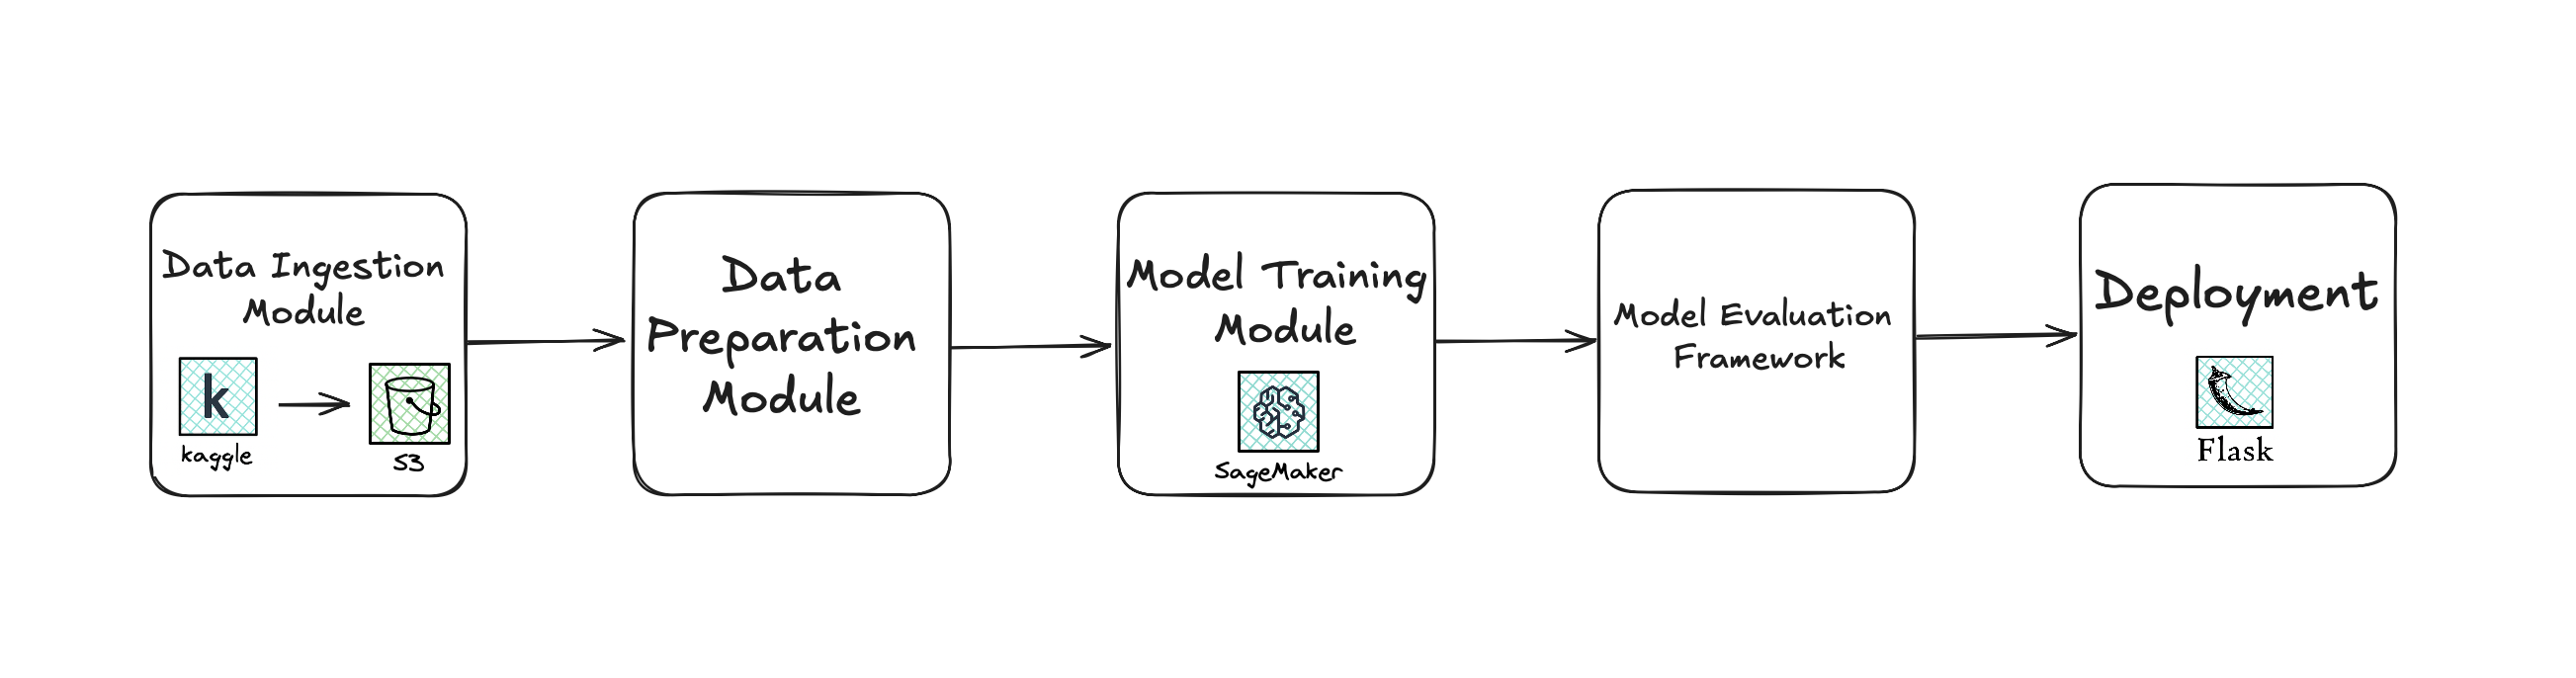 Data Ingestion
Module
k
kaggle
S3
Data
Preparation
Module
Model Training
Module
SageMaker
Model Evaluation
Framework
Deployment
Flask